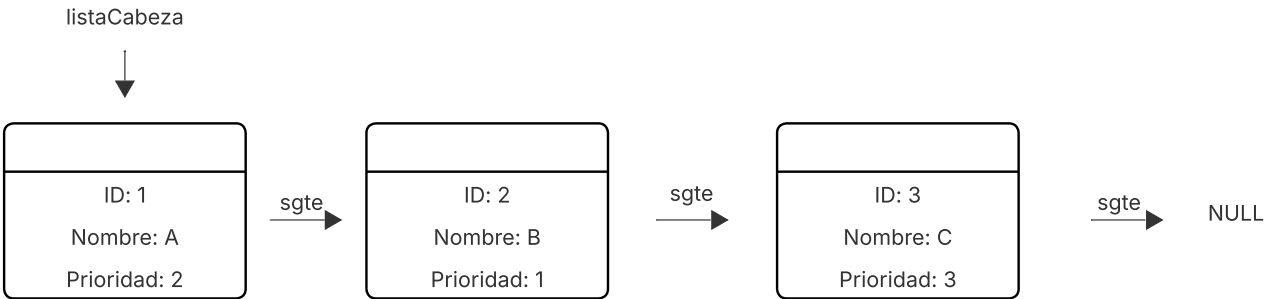 listaCabeza
ID: 1
Nombre: A
Prioridad: 2
sgte
ID: 2
Nombre: B
Prioridad: 1
sgte
ID: 3
Nombre: C
Prioridad: 3
sgte
NULL